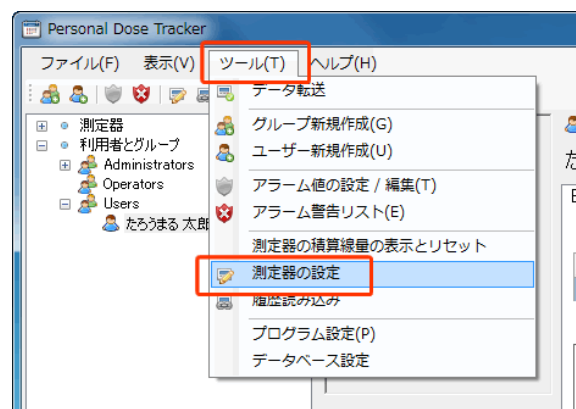 Personal Dose Tracker
ファイル(F) 表示(V) ツール(T) ヘルプ(H)
測定器
利用者とグループ
Administrators
Operators
Users
たろうまる 太郎
データ転送
グループ新規作成(G)
ユーザー新規作成(U)
アラーム値の設定 / 編集(T)
アラーム警告リスト(E)
測定器の積算線量の表示とリセット
測定器の設定
履歴読み込み
プログラム設定(P)
データベース設定
た